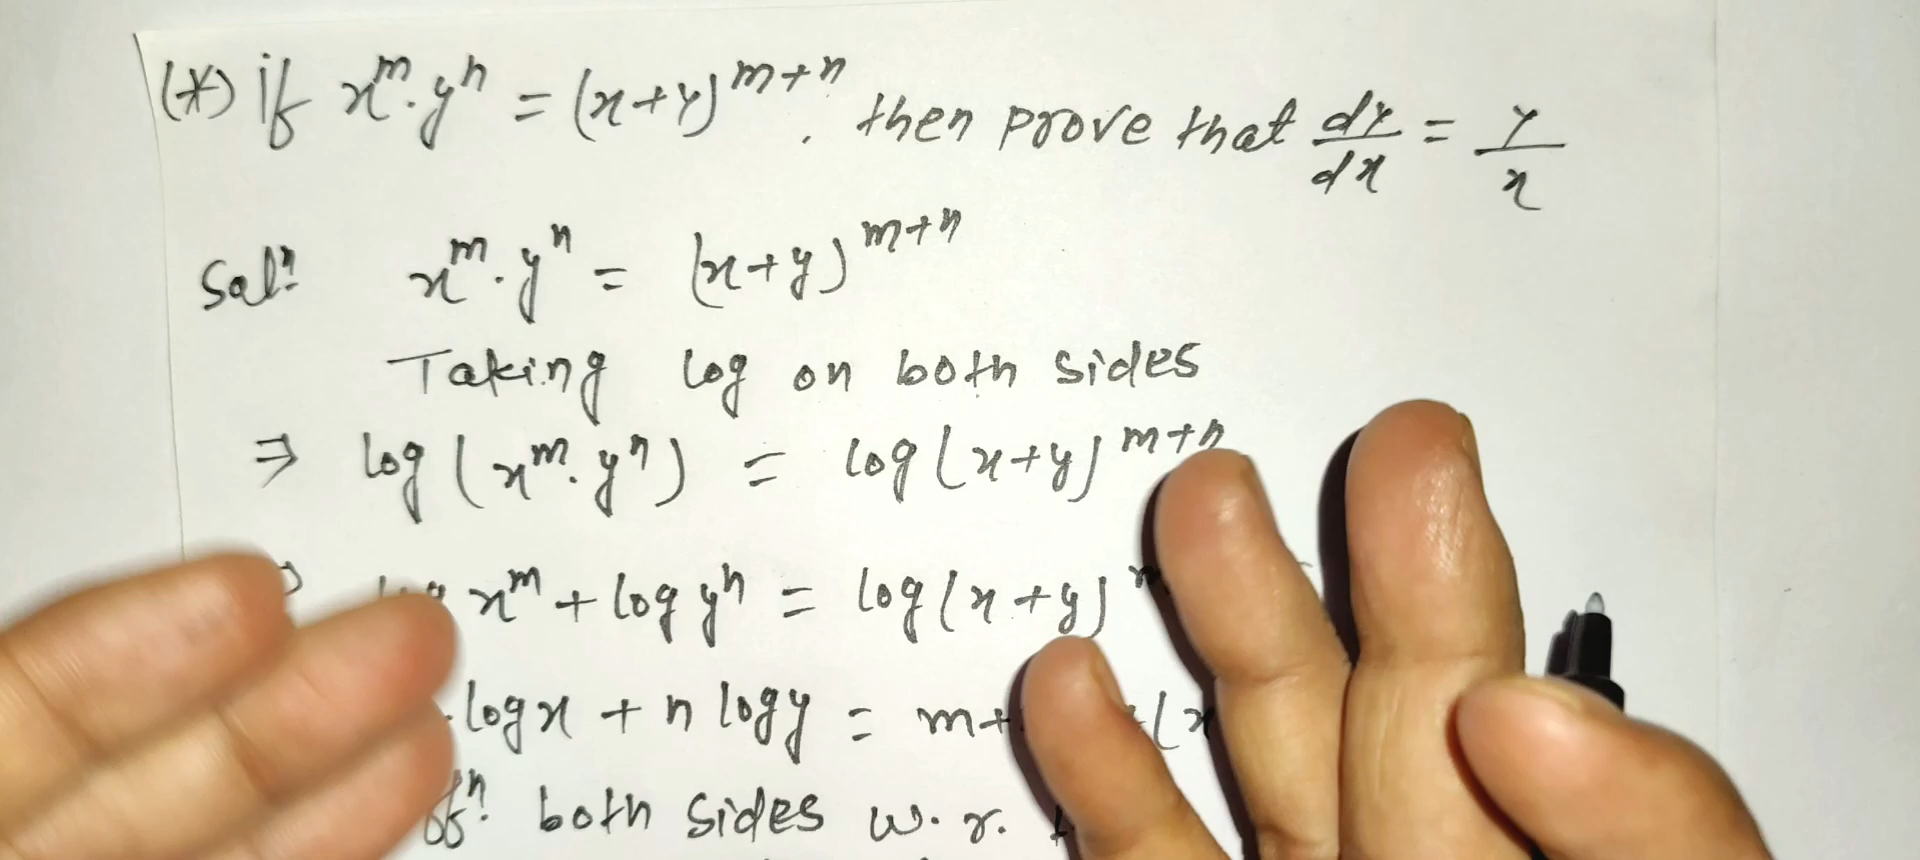 (*) if x^m . y^n = (x+y)^m+n . then prove that dy/dx = y/x
Sol^n x^m . y^n = (x+y)^m+n
Taking log on both sides
⇒ log (x^m . y^n) = log (x+y)^m+n
x^m + log y^n = log (x+y)
log x + n log y = m+ (x
both sides w. r.